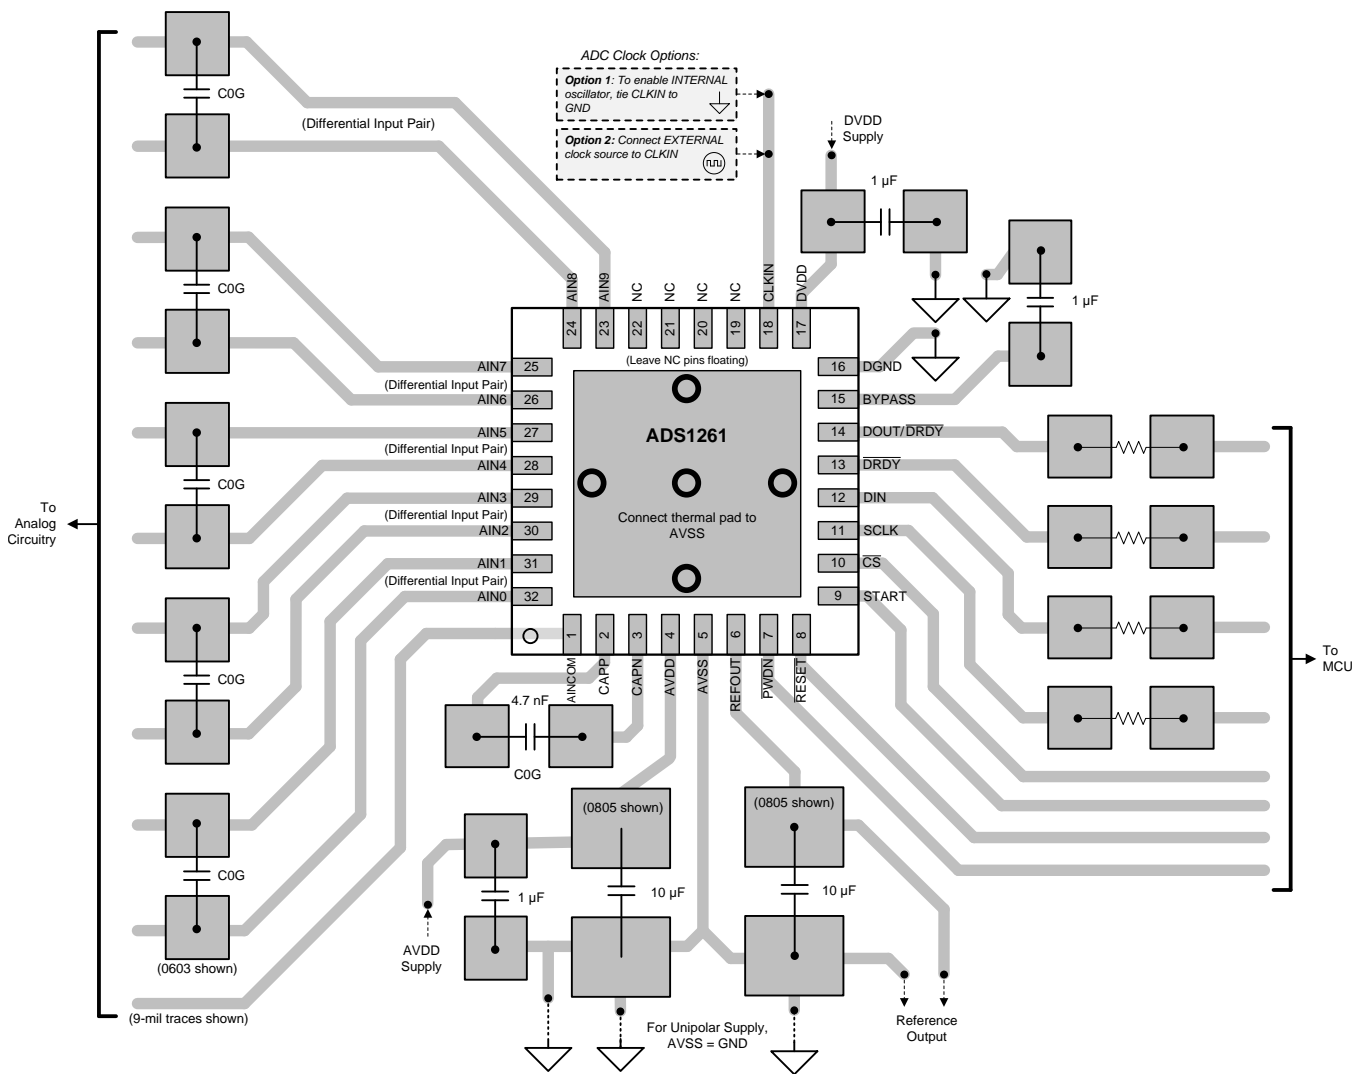 ADC Clock Options:
Option 1: To enable INTERNAL
oscillator, tie CLKIN to
GND
Option 2: Connect EXTERNAL
clock source to CLKIN
DVDD
Supply
1 µF
1 µF
C0G
(Differential Input Pair)
C0G
C0G
C0G
C0G
(0603 shown)
(9-mil traces shown)
To
Analog
Circuitry
AIN8
AIN9
NC
NC
NC
NC
CLKIN
DVDD
24
23
22
21
20
19
18
17
(Leave NC pins floating)
AIN7
25
(Differential Input Pair)
AIN6
26
AIN5
27
(Differential Input Pair)
AIN4
28
AIN3
29
(Differential Input Pair)
AIN2
30
AIN1
31
(Differential Input Pair)
AIN0
32
ADS1261
Connect thermal pad to
AVSS
16 DGND
15 BYPASS
14 DOUT/DRDY
13 DRDY
12 DIN
11 SCLK
10 CS
9 START
To
MCU
1
2
3
4
5
6
7
8
AINCOM
CAPP
CAPN
AVDD
AVSS
REFOUT
PWDN
RESET
4.7 nF
C0G
(0805 shown)
(0805 shown)
1 µF
10 µF
10 µF
AVDD
Supply
For Unipolar Supply,
AVSS = GND
Reference
Output